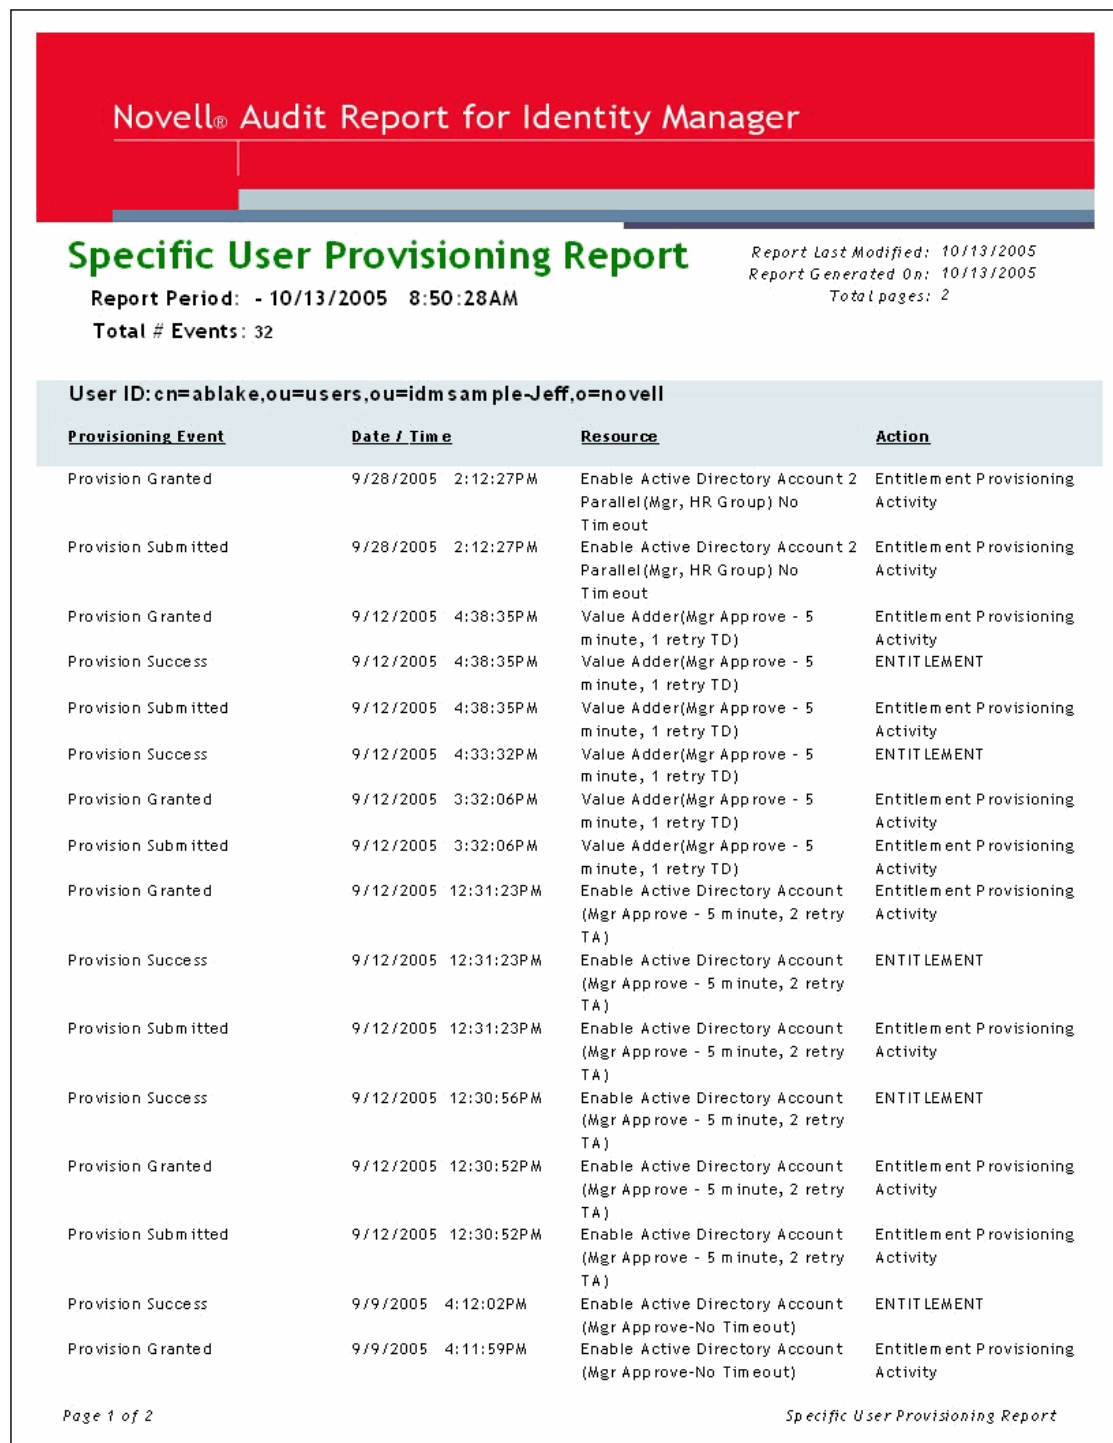 Novell® Audit Report for Identity Manager
Specific User Provisioning Report
Report Last Modified: 10/13/2005
Report Generated On: 10/13/2005
Total pages: 2
Report Period: - 10/13/2005 8:50:28AM
Total # Events: 32
User ID:cn=ablake,ou=users,ou=idmsample-Jeff,o=novell
Provisioning Event Date / Time Resource Action
Provision Granted 9/28/2005 2:12:27PM Enable Active Directory Account 2 Entitlement Provisioning
Parallel(Mgr, HR Group) No Activity
Timeout
Provision Submitted 9/28/2005 2:12:27PM Enable Active Directory Account 2 Entitlement Provisioning
Parallel(Mgr, HR Group) No Activity
Timeout
Provision Granted 9/12/2005 4:38:35PM Value Adder(Mgr Approve - 5 Entitlement Provisioning
minute, 1 retry TD) Activity
Provision Success 9/12/2005 4:38:35PM Value Adder(Mgr Approve - 5 ENTITLEMENT
minute, 1 retry TD)
Provision Submitted 9/12/2005 4:38:35PM Value Adder(Mgr Approve - 5 Entitlement Provisioning
minute, 1 retry TD) Activity
Provision Success 9/12/2005 4:33:32PM Value Adder(Mgr Approve - 5 ENTITLEMENT
minute, 1 retry TD)
Provision Granted 9/12/2005 3:32:06PM Value Adder(Mgr Approve - 5 Entitlement Provisioning
minute, 1 retry TD) Activity
Provision Submitted 9/12/2005 3:32:06PM Value Adder(Mgr Approve - 5 Entitlement Provisioning
minute, 1 retry TD) Activity
Provision Granted 9/12/2005 12:31:23PM Enable Active Directory Account Entitlement Provisioning
(Mgr Approve - 5 minute, 2 retry Activity
TA)
Provision Success 9/12/2005 12:31:23PM Enable Active Directory Account ENTITLEMENT
(Mgr Approve - 5 minute, 2 retry
TA)
Provision Submitted 9/12/2005 12:31:23PM Enable Active Directory Account Entitlement Provisioning
(Mgr Approve - 5 minute, 2 retry Activity
TA)
Provision Success 9/12/2005 12:30:56PM Enable Active Directory Account ENTITLEMENT
(Mgr Approve - 5 minute, 2 retry
TA)
Provision Granted 9/12/2005 12:30:52PM Enable Active Directory Account Entitlement Provisioning
(Mgr Approve - 5 minute, 2 retry Activity
TA)
Provision Submitted 9/12/2005 12:30:52PM Enable Active Directory Account Entitlement Provisioning
(Mgr Approve - 5 minute, 2 retry Activity
TA)
Provision Success 9/9/2005 4:12:02PM Enable Active Directory Account ENTITLEMENT
(Mgr Approve-No Timeout)
Provision Granted 9/9/2005 4:11:59PM Enable Active Directory Account Entitlement Provisioning
(Mgr Approve-No Timeout) Activity
Page 1 of 2 Specific User Provisioning Report